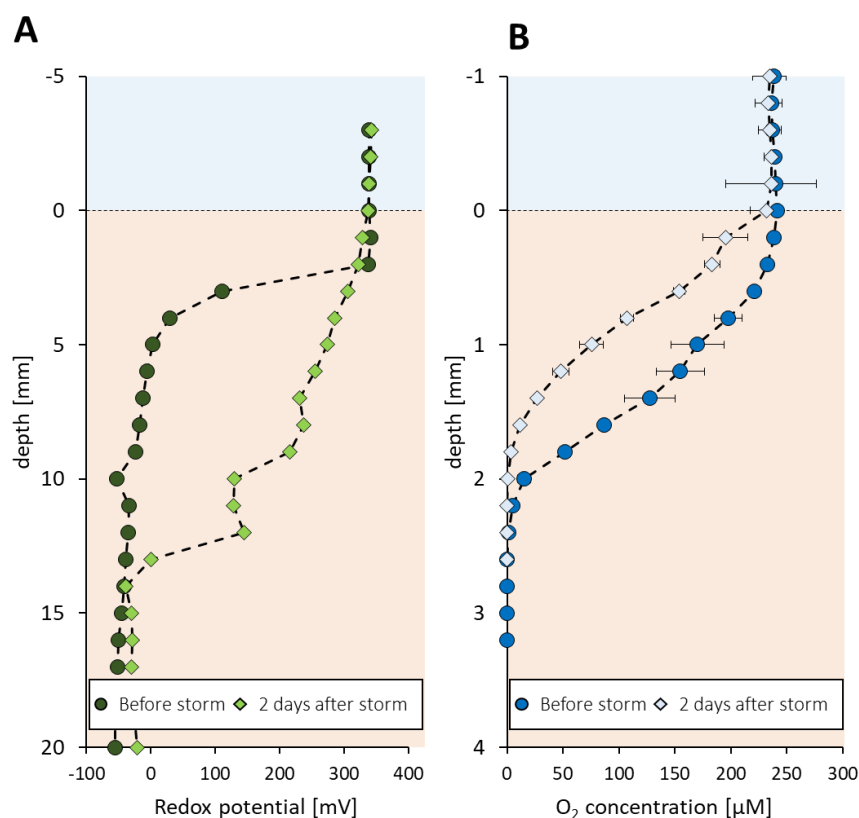 A
-5
0
5
10
15
20
depth [mm]
Before storm
2 days after storm
-100 0 100 200 300 400
Redox potential [mV]
B
-1
0
1
2
3
4
depth [mm]
Before storm
2 days after storm
0 50 100 150 200 250 300
O₂ concentration [µM]